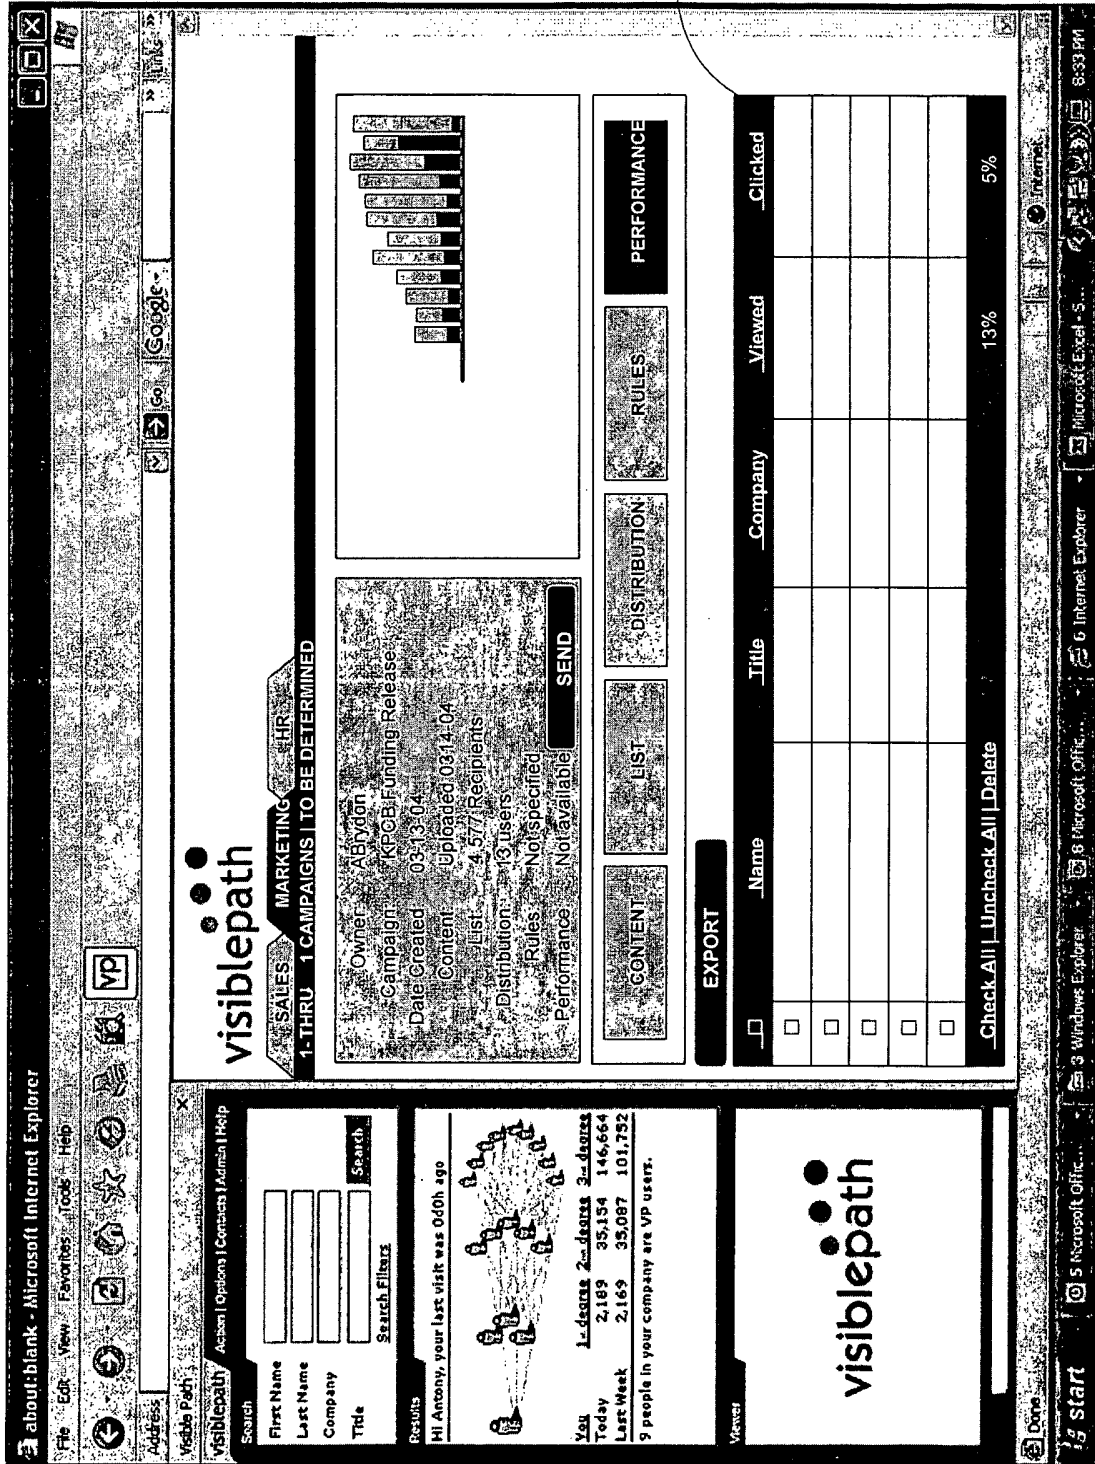 about:blank - Microsoft Internet Explorer
File Edit View Favorites Tools Help
vp
Address Go Google Links
Visible Path
visiblepath Action | Options | Contacts | Admin | Help
Search
First Name
Last Name
Company
Title Search
Search Filters
Results
Hi Antony, your last visit was 0d0h ago
You 1st degree 2nd degree 3rd degree
Today 2,189 35,154 146,664
Last Week 2,169 35,087 101,752
9 people in your company are VP users.
Viewer
visiblepath
visiblepath
SALES MARKETING HR
1-THRU 1 CAMPAIGNS | TO BE DETERMINED
Owner ABrydon
Campaign KPCB Funding Release
Date Created 03-13-04
Content Uploaded 03-14-04
List 4,577 Recipients
Distribution 13 users
Rules Not specified
Performance Not available
SEND
CONTENT LIST DISTRIBUTION RULES PERFORMANCE
EXPORT
Name Title Company Viewed Clicked
Check All | Uncheck All | Delete 13% 5%
Done Internet
start 5 Microsoft Offic... 3 Windows Explorer 8 Microsoft Offic... 6 Internet Explorer Microsoft Excel - S... 8:33 PM